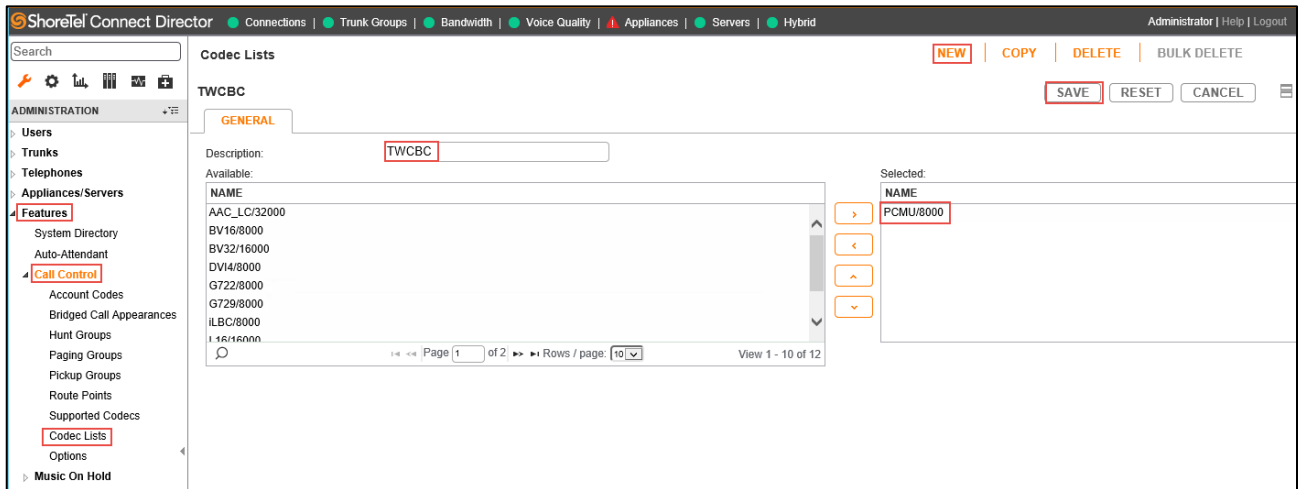 ShoreTel Connect Director Connections | Trunk Groups | Bandwidth | Voice Quality | Appliances | Servers | Hybrid Administrator | Help | Logout
Search
Codec Lists NEW | COPY | DELETE | BULK DELETE
TWCBC SAVE RESET CANCEL
ADMINISTRATION
GENERAL
Users
Trunks
Description: TWCBC
Telephones
Available: Selected:
Appliances/Servers
NAME NAME
Features
AAC_LC/32000 PCMU/8000
System Directory
BV16/8000
Auto-Attendant
BV32/16000
Call Control
DVI4/8000
G722/8000
Account Codes
G729/8000
Bridged Call Appearances
iLBC/8000
Hunt Groups
L16/16000
Paging Groups
Page 1 of 2 Rows / page: 10 View 1 - 10 of 12
Pickup Groups
Route Points
Supported Codecs
Codec Lists
Options
Music On Hold